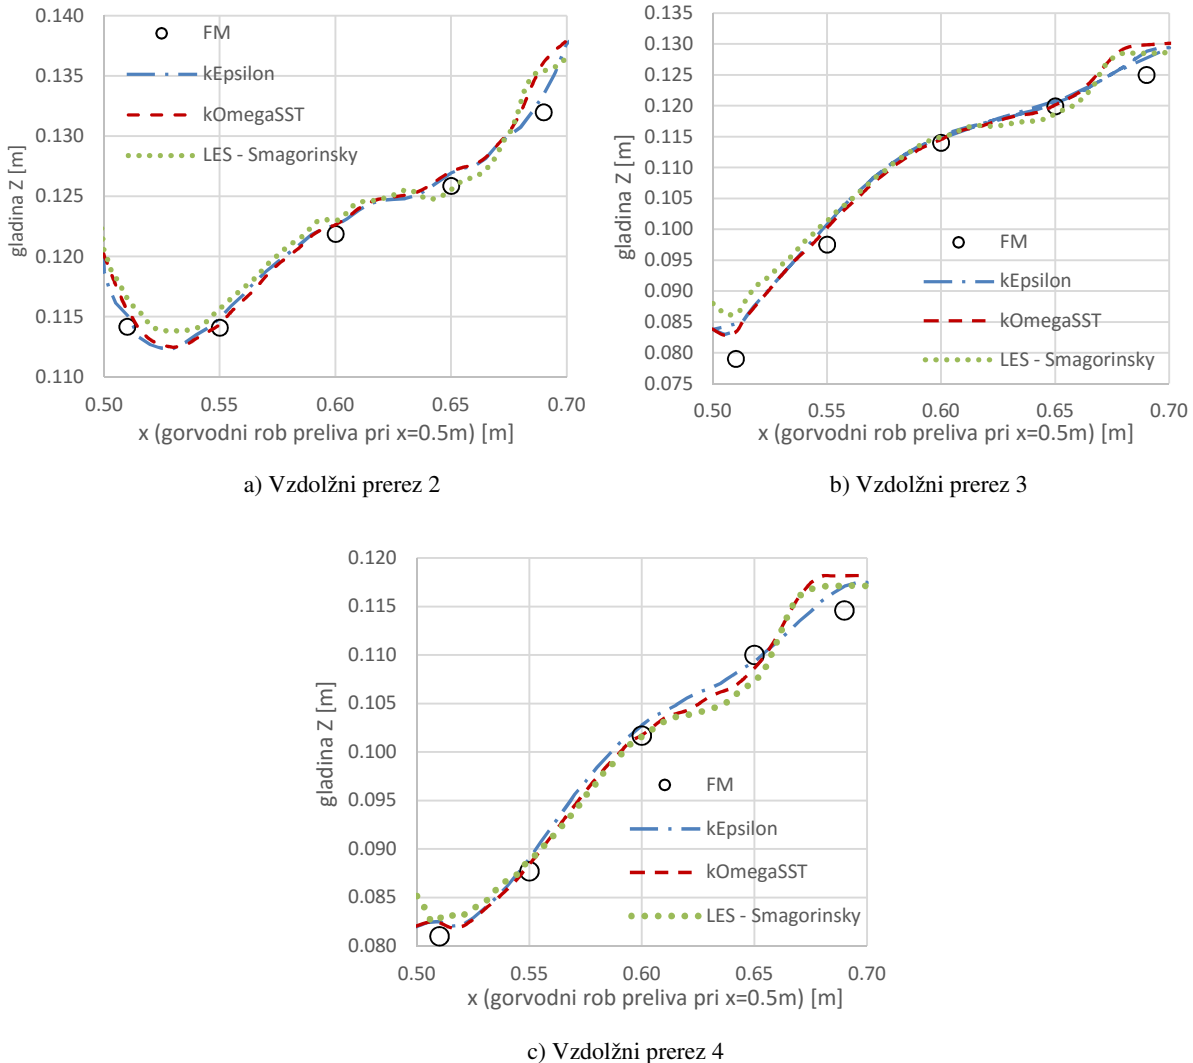 0.140
0.135
0.130
0.125
0.120
0.115
0.110
gladina Z [m]
FM
kEpsilon
kOmegaSST
LES - Smagorinsky
0.50 0.55 0.60 0.65 0.70
x (gorvodni rob preliva pri x=0.5m) [m]
a) Vzdolžni prerez 2
0.135
0.130
0.125
0.120
0.115
0.110
0.105
0.100
0.095
0.090
0.085
0.080
0.075
gladina Z [m]
FM
kEpsilon
kOmegaSST
LES - Smagorinsky
0.50 0.55 0.60 0.65 0.70
x (gorvodni rob preliva pri x=0.5m) [m]
b) Vzdolžni prerez 3
0.120
0.115
0.110
0.105
0.100
0.095
0.090
0.085
0.080
gladina Z [m]
FM
kEpsilon
kOmegaSST
LES - Smagorinsky
0.50 0.55 0.60 0.65 0.70
x (gorvodni rob preliva pri x=0.5m) [m]
c) Vzdolžni prerez 4